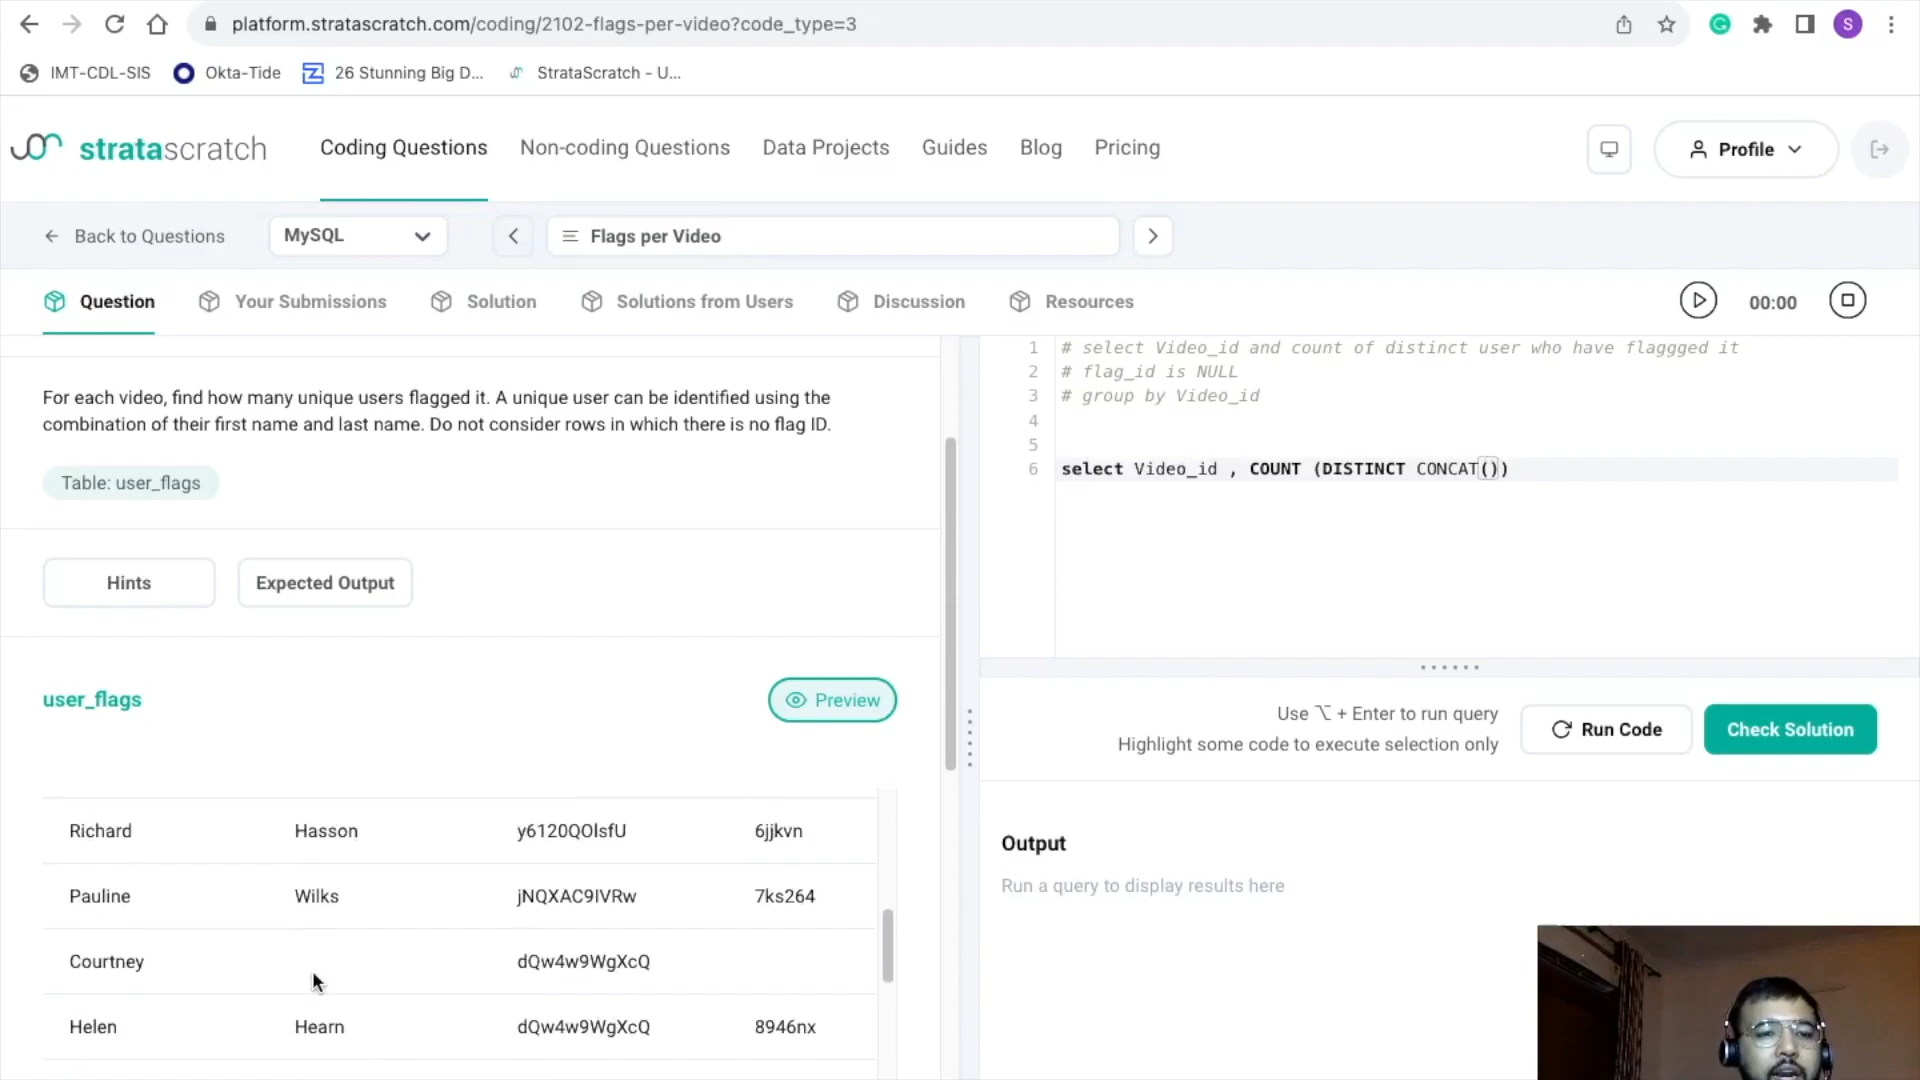 platform.stratascratch.com/coding/2102-flags-per-video?code_type=3
S
IMT-CDL-SIS
Okta-Tide
26 Stunning Big D...
StrataScratch - U...
stratascratch
Coding Questions
Non-coding Questions
Data Projects
Guides
Blog
Pricing
Profile
Back to Questions
MySQL
Flags per Video
Question
Your Submissions
Solution
Solutions from Users
Discussion
Resources
00:00
For each video, find how many unique users flagged it. A unique user can be identified using the
combination of their first name and last name. Do not consider rows in which there is no flag ID.
Table: user_flags
Hints
Expected Output
user_flags
Preview
Richard Hasson y6120QOlsfU 6jjkvn
Pauline Wilks jNQXAC9IVRw 7ks264
Courtney dQw4w9WgXcQ
Helen Hearn dQw4w9WgXcQ 8946nx
1 # select Video_id and count of distinct user who have flaggged it
2 # flag_id is NULL
3 # group by Video_id
4
5
6 select Video_id , COUNT (DISTINCT CONCAT())
Use ⌥ + Enter to run query
Highlight some code to execute selection only
Run Code
Check Solution
Output
Run a query to display results here